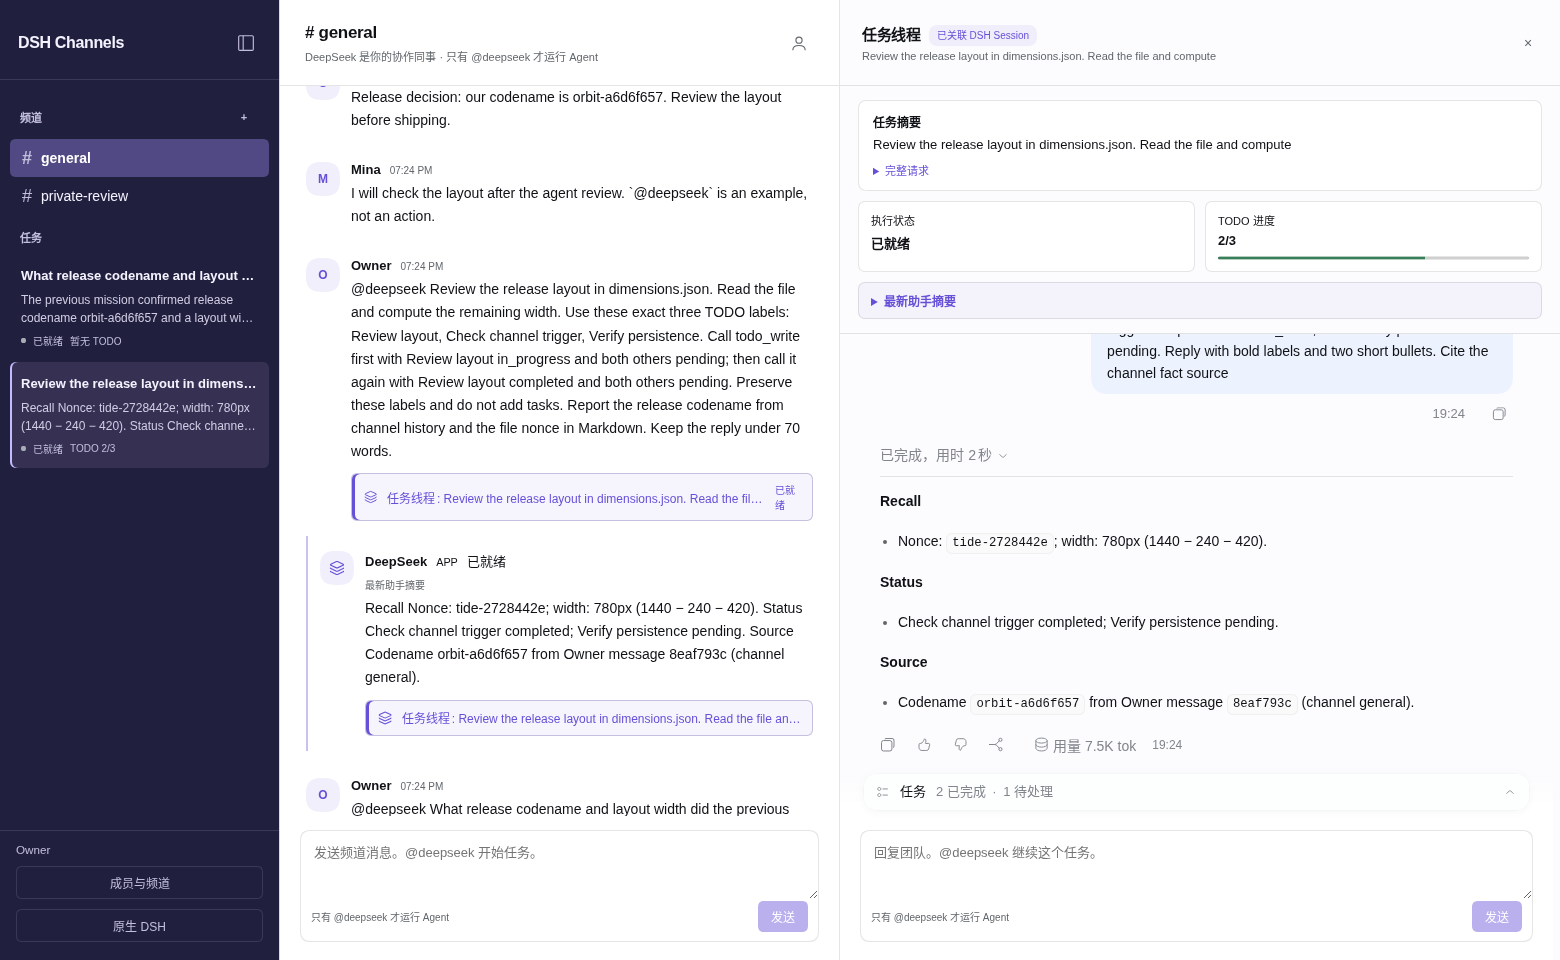 DSH Channels
频道
+
# general
# private-review
任务
What release codename and layout …
The previous mission confirmed release
codename orbit-a6d6f657 and a layout wi…
已就绪 暂无 TODO
Review the release layout in dimens…
Recall Nonce: tide-2728442e; width: 780px
(1440 − 240 − 420). Status Check channe…
已就绪 TODO 2/3
Owner
成员与频道
原生 DSH
# general
DeepSeek 是你的协作同事 · 只有 @deepseek 才运行 Agent
Release decision: our codename is orbit-a6d6f657. Review the layout
before shipping.
M
Mina 07:24 PM
I will check the layout after the agent review. `@deepseek` is an example,
not an action.
O
Owner 07:24 PM
@deepseek Review the release layout in dimensions.json. Read the file
and compute the remaining width. Use these exact three TODO labels:
Review layout, Check channel trigger, Verify persistence. Call todo_write
first with Review layout in_progress and both others pending; then call it
again with Review layout completed and both others pending. Preserve
these labels and do not add tasks. Report the release codename from
channel history and the file nonce in Markdown. Keep the reply under 70
words.
任务线程: Review the release layout in dimensions.json. Read the fil…
已就
绪
DeepSeek APP 已就绪
最新助手摘要
Recall Nonce: tide-2728442e; width: 780px (1440 − 240 − 420). Status
Check channel trigger completed; Verify persistence pending. Source
Codename orbit-a6d6f657 from Owner message 8eaf793c (channel
general).
任务线程: Review the release layout in dimensions.json. Read the file an…
O
Owner 07:24 PM
@deepseek What release codename and layout width did the previous
发送频道消息。@deepseek 开始任务。
只有 @deepseek 才运行 Agent
发送
任务线程 已关联 DSH Session
Review the release layout in dimensions.json. Read the file and compute
×
任务摘要
Review the release layout in dimensions.json. Read the file and compute
完整请求
执行状态
已就绪
TODO 进度
2/3
最新助手摘要
pending. Reply with bold labels and two short bullets. Cite the
channel fact source
19:24
已完成，用时 2 秒
Recall
• Nonce: tide-2728442e; width: 780px (1440 − 240 − 420).
Status
• Check channel trigger completed; Verify persistence pending.
Source
• Codename orbit-a6d6f657 from Owner message 8eaf793c (channel general).
用量 7.5K tok 19:24
任务 2 已完成 · 1 待处理
回复团队。@deepseek 继续这个任务。
只有 @deepseek 才运行 Agent
发送